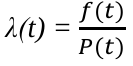 λ(t) = f(t) / P(t)